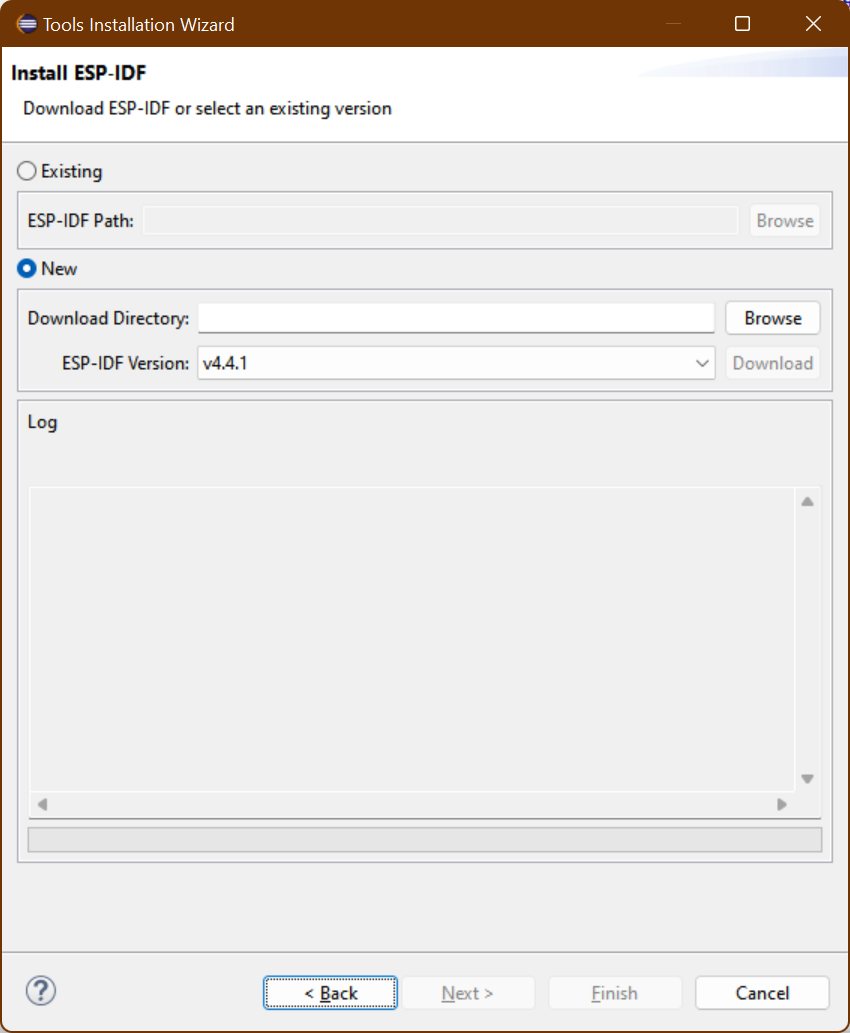 Tools Installation Wizard
Install ESP-IDF
Download ESP-IDF or select an existing version
Existing
ESP-IDF Path: Browse
New
Download Directory: Browse
ESP-IDF Version: v4.4.1 Download
Log
? < Back Next > Finish Cancel